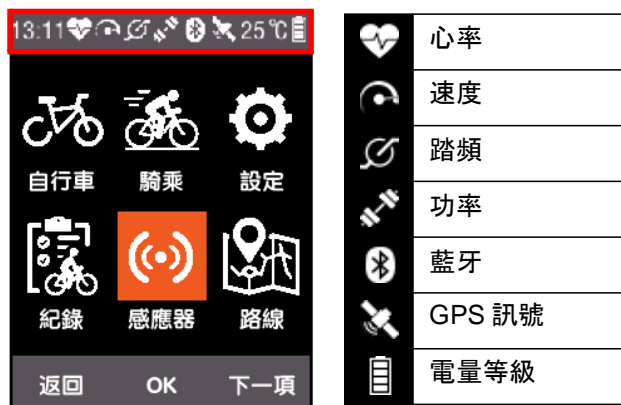 13:11 25℃
自行車 騎乘 設定
紀錄 感應器 路線
返回 OK 下一項
心率
速度
踏頻
功率
藍牙
GPS 訊號
電量等級